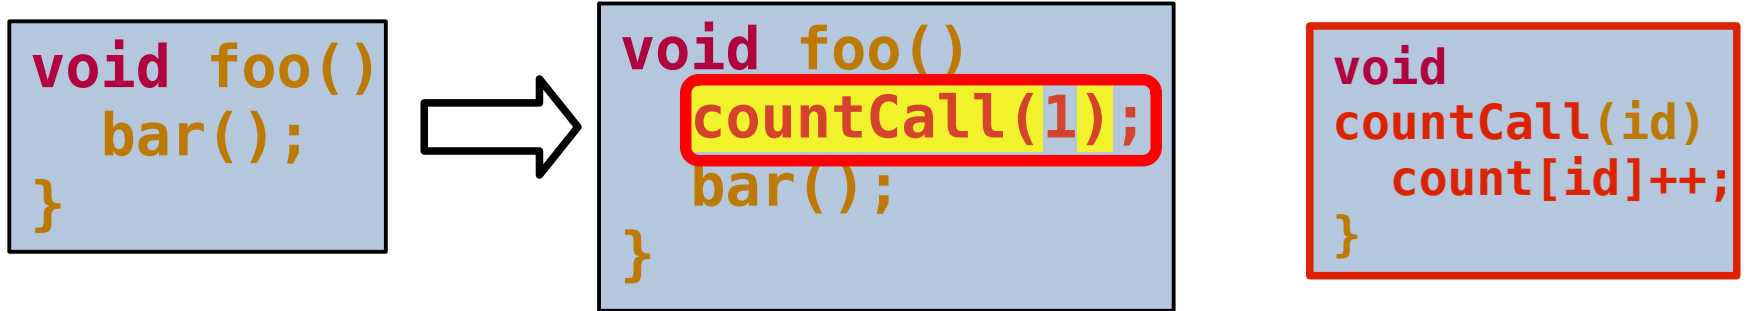 void foo()
  bar();
}
void foo()
  countCall(1);
  bar();
}
void
countCall(id)
  count[id]++;
}